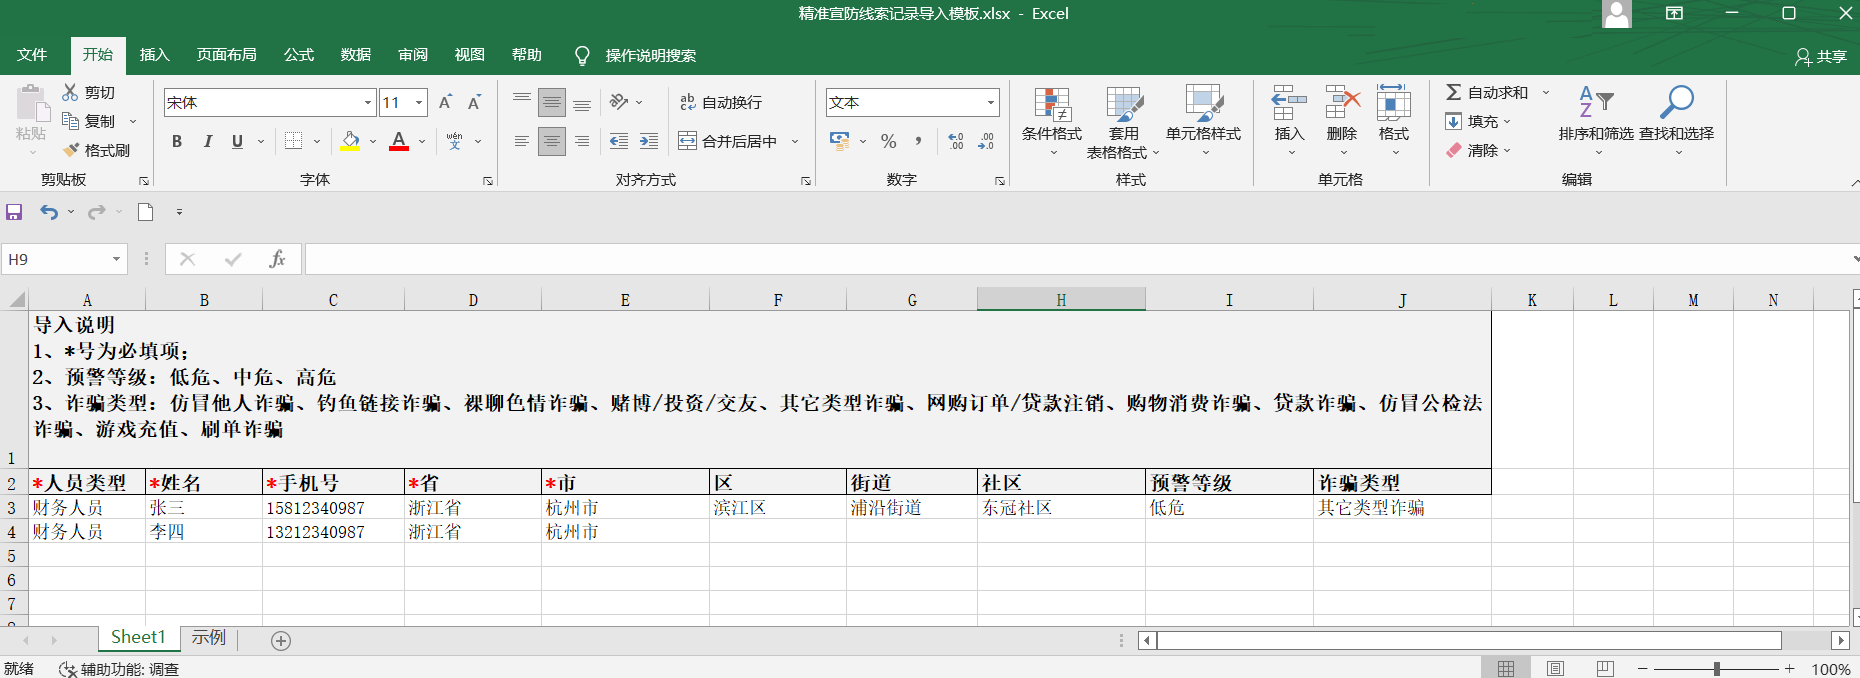 精准宣防线索记录导入模板.xlsx - Excel
文件 开始 插入 页面布局 公式 数据 审阅 视图 帮助 操作说明搜索 共享
粘贴 剪切 复制 格式刷
剪贴板
宋体 11
B I U A wén 文
字体
ab 自动换行
合并后居中
对齐方式
文本
% , .00 .0
数字
条件格式 套用 表格格式 单元格样式
样式
插入 删除 格式
单元格
自动求和 填充 清除
排序和筛选 查找和选择
编辑
H9 fx
A B C D E F G H I J K L M N
导入说明
1、*号为必填项；
2、预警等级：低危、中危、高危
3、诈骗类型：仿冒他人诈骗、钓鱼链接诈骗、裸聊色情诈骗、赌博/投资/交友、其它类型诈骗、网购订单/贷款注销、购物消费诈骗、贷款诈骗、仿冒公检法
诈骗、游戏充值、刷单诈骗
1
2 *人员类型 *姓名 *手机号 *省 *市 区 街道 社区 预警等级 诈骗类型
3 财务人员 张三 15812340987 浙江省 杭州市 滨江区 浦沿街道 东冠社区 低危 其它类型诈骗
4 财务人员 李四 13212340987 浙江省 杭州市
5
6
7
Sheet1 示例
就绪 辅助功能: 调查 100%